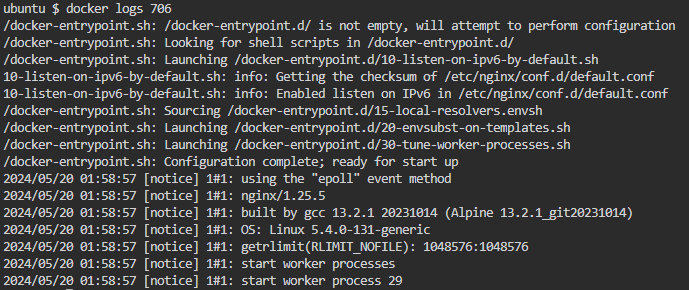 ubuntu $ docker logs 706
/docker-entrypoint.sh: /docker-entrypoint.d/ is not empty, will attempt to perform configuration
/docker-entrypoint.sh: Looking for shell scripts in /docker-entrypoint.d/
/docker-entrypoint.sh: Launching /docker-entrypoint.d/10-listen-on-ipv6-by-default.sh
10-listen-on-ipv6-by-default.sh: info: Getting the checksum of /etc/nginx/conf.d/default.conf
10-listen-on-ipv6-by-default.sh: info: Enabled listen on IPv6 in /etc/nginx/conf.d/default.conf
/docker-entrypoint.sh: Sourcing /docker-entrypoint.d/15-local-resolvers.envsh
/docker-entrypoint.sh: Launching /docker-entrypoint.d/20-envsubst-on-templates.sh
/docker-entrypoint.sh: Launching /docker-entrypoint.d/30-tune-worker-processes.sh
/docker-entrypoint.sh: Configuration complete; ready for start up
2024/05/20 01:58:57 [notice] 1#1: using the "epoll" event method
2024/05/20 01:58:57 [notice] 1#1: nginx/1.25.5
2024/05/20 01:58:57 [notice] 1#1: built by gcc 13.2.1 20231014 (Alpine 13.2.1_git20231014)
2024/05/20 01:58:57 [notice] 1#1: OS: Linux 5.4.0-131-generic
2024/05/20 01:58:57 [notice] 1#1: getrlimit(RLIMIT_NOFILE): 1048576:1048576
2024/05/20 01:58:57 [notice] 1#1: start worker processes
2024/05/20 01:58:57 [notice] 1#1: start worker process 29